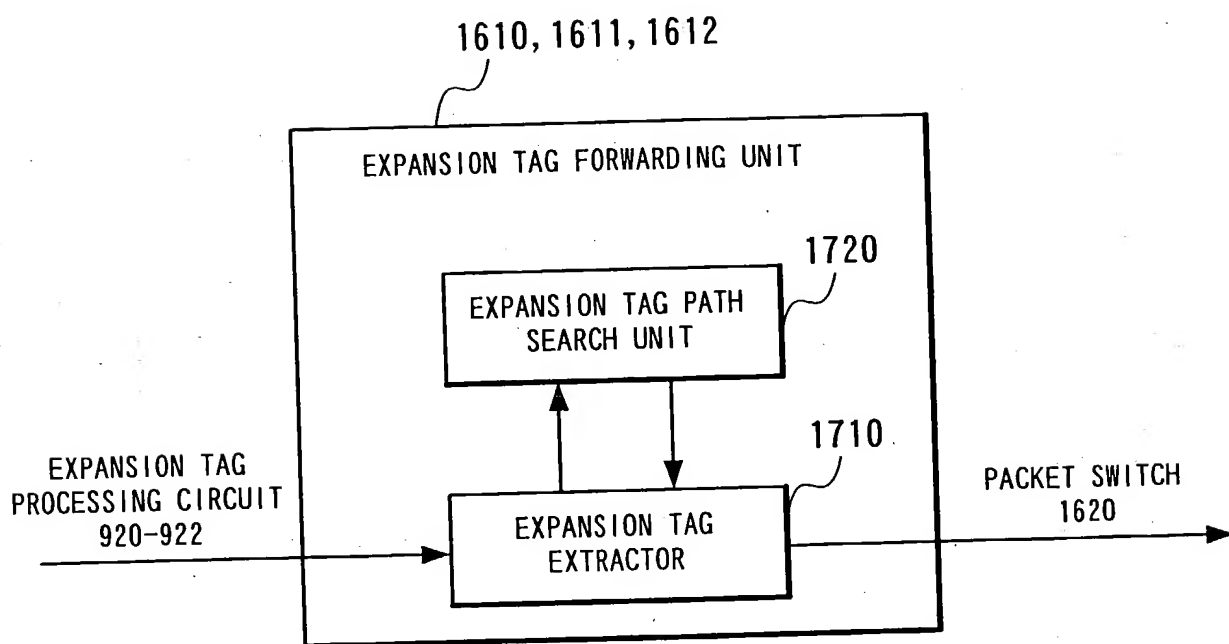 1610, 1611, 1612
EXPANSION TAG FORWARDING UNIT
1720
EXPANSION TAG PATH
SEARCH UNIT
1710
EXPANSION TAG
PROCESSING CIRCUIT
920-922
EXPANSION TAG
EXTRACTOR
PACKET SWITCH
1620